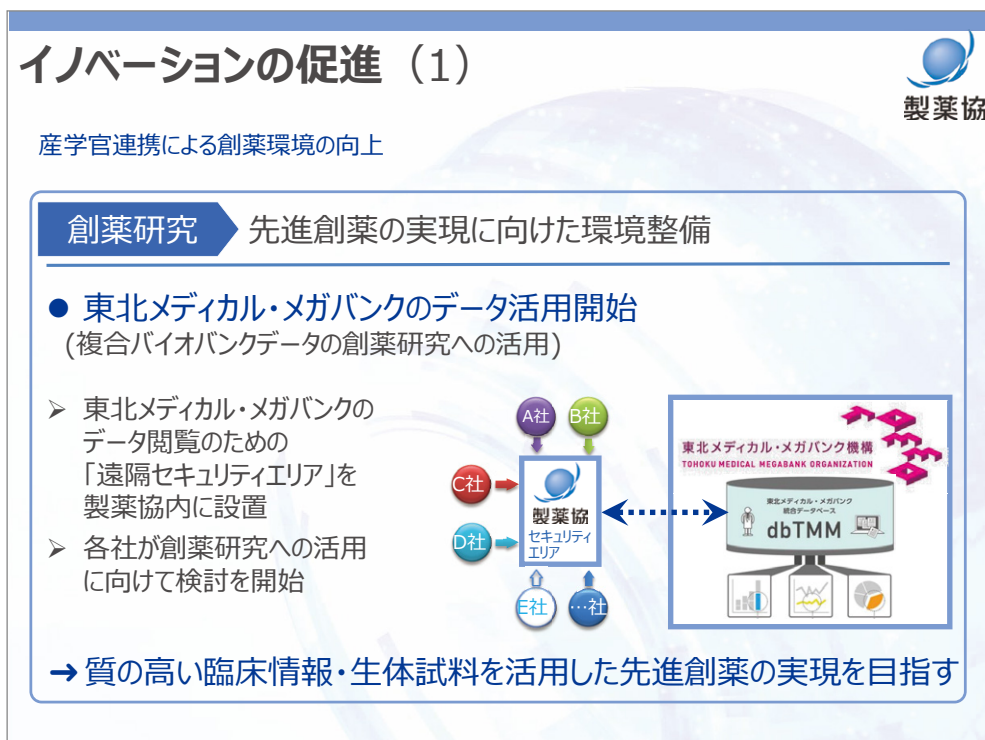 イノベーションの促進（1）
製薬協
産学官連携による創薬環境の向上
創薬研究 先進創薬の実現に向けた環境整備
● 東北メディカル・メガバンクのデータ活用開始
(複合バイオバンクデータの創薬研究への活用)
➢ 東北メディカル・メガバンクの
データ閲覧のための
「遠隔セキュリティエリア」を
製薬協内に設置
➢ 各社が創薬研究への活用
に向けて検討を開始
A社
B社
C社
D社
E社
…社
製薬協
セキュリティ
エリア
東北メディカル・メガバンク機構
TOHOKU MEDICAL MEGABANK ORGANIZATION
東北メディカル・メガバンク
統合データベース
dbTMM
→ 質の高い臨床情報・生体試料を活用した先進創薬の実現を目指す